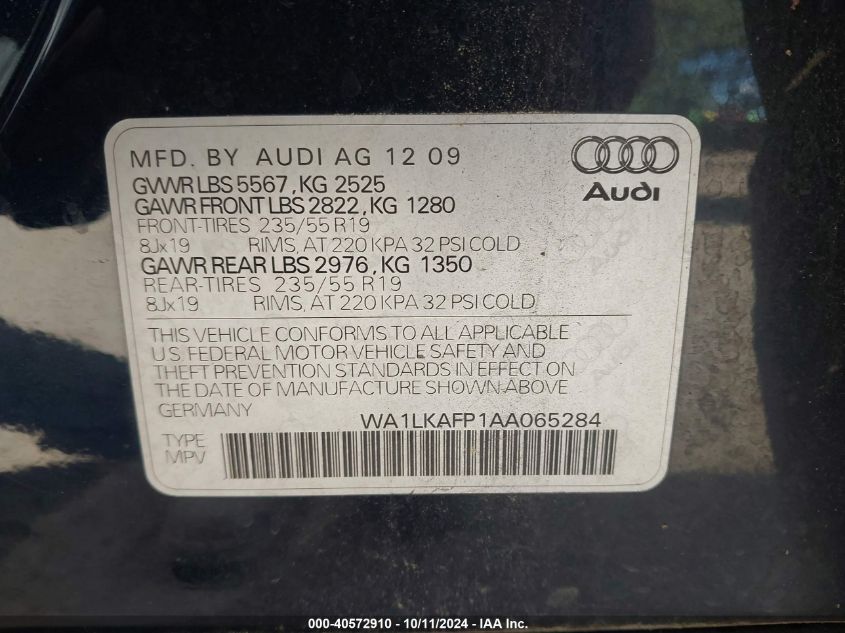 MFD. BY AUDI AG 12 09
GVWR LBS 5567, KG 2525
GAWR FRONT LBS 2822, KG 1280
FRONT-TIRES 235/55 R19
8Jx19 RIMS, AT 220 KPA 32 PSI COLD
GAWR REAR LBS 2976, KG 1350
REAR-TIRES 235/55 R19
8Jx19 RIMS, AT 220 KPA 32 PSI COLD
Audi
THIS VEHICLE CONFORMS TO ALL APPLICABLE
U.S. FEDERAL MOTOR VEHICLE SAFETY AND
THEFT PREVENTION STANDARDS IN EFFECT ON
THE DATE OF MANUFACTURE SHOWN ABOVE
GERMANY
WA1LKAFP1AA065284
TYPE
MPV
000-40572910 - 10/11/2024 - IAA Inc.